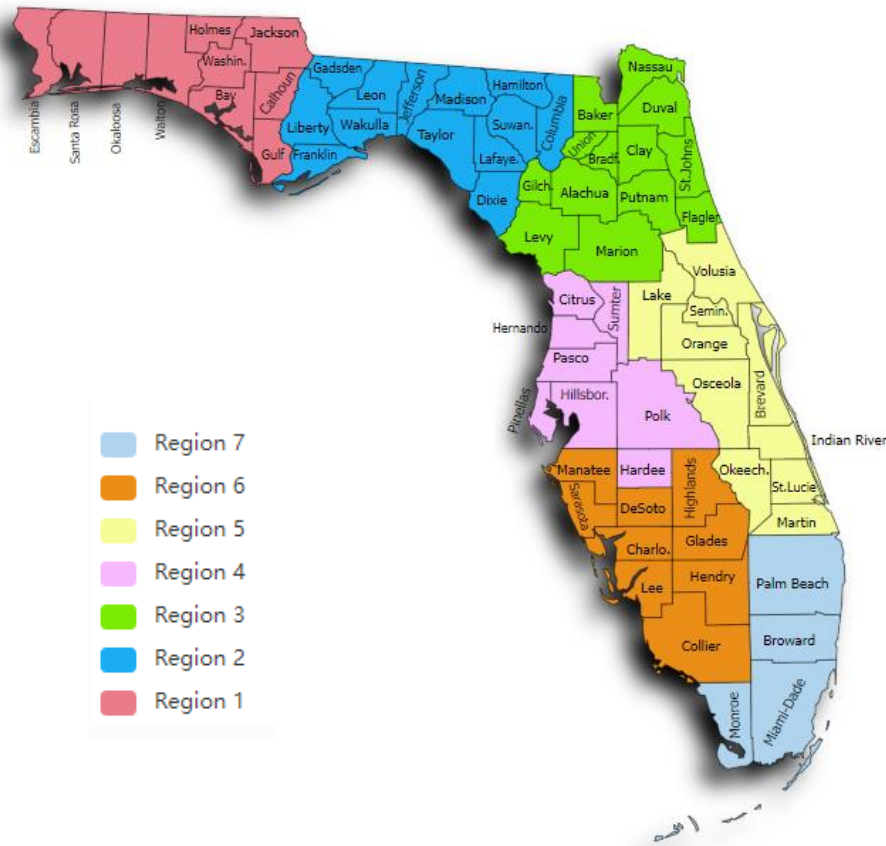 Holmes
Jackson
Washin.
Bay
Calhoun
Gulf
Escambia
Santa Rosa
Okaloosa
Walton
Gadsden
Leon
Jefferson
Madison
Hamilton
Columbia
Liberty
Wakulla
Franklin
Taylor
Suwan.
Lafaye.
Dixie
Nassau
Baker
Duval
Union
Bradf.
Clay
St.Johns
Gilch.
Alachua
Putnam
Flagler
Levy
Marion
Volusia
Citrus
Sumter
Lake
Semin.
Hernando
Orange
Pasco
Osceola
Brevard
Pinellas
Hillsbor.
Polk
Indian River
Manatee
Hardee
Highlands
Okeech.
St.Lucie
Sarasota
DeSoto
Martin
Charlo.
Glades
Lee
Hendry
Palm Beach
Collier
Broward
Monroe
Miami-Dade
Region 7
Region 6
Region 5
Region 4
Region 3
Region 2
Region 1